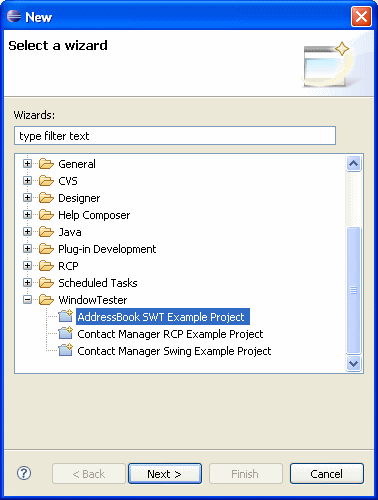 New
Select a wizard
Wizards:
type filter text
General
CVS
Designer
Help Composer
Java
Plug-in Development
RCP
Scheduled Tasks
WindowTester
AddressBook SWT Example Project
Contact Manager RCP Example Project
Contact Manager Swing Example Project
? < Back Next > Finish Cancel